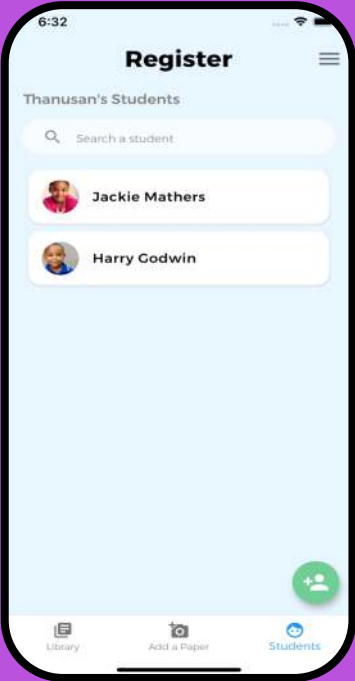 6:32
Register
Thanusan's Students
Search a student
Jackie Mathers
Harry Godwin
Library
Add a Paper
Students